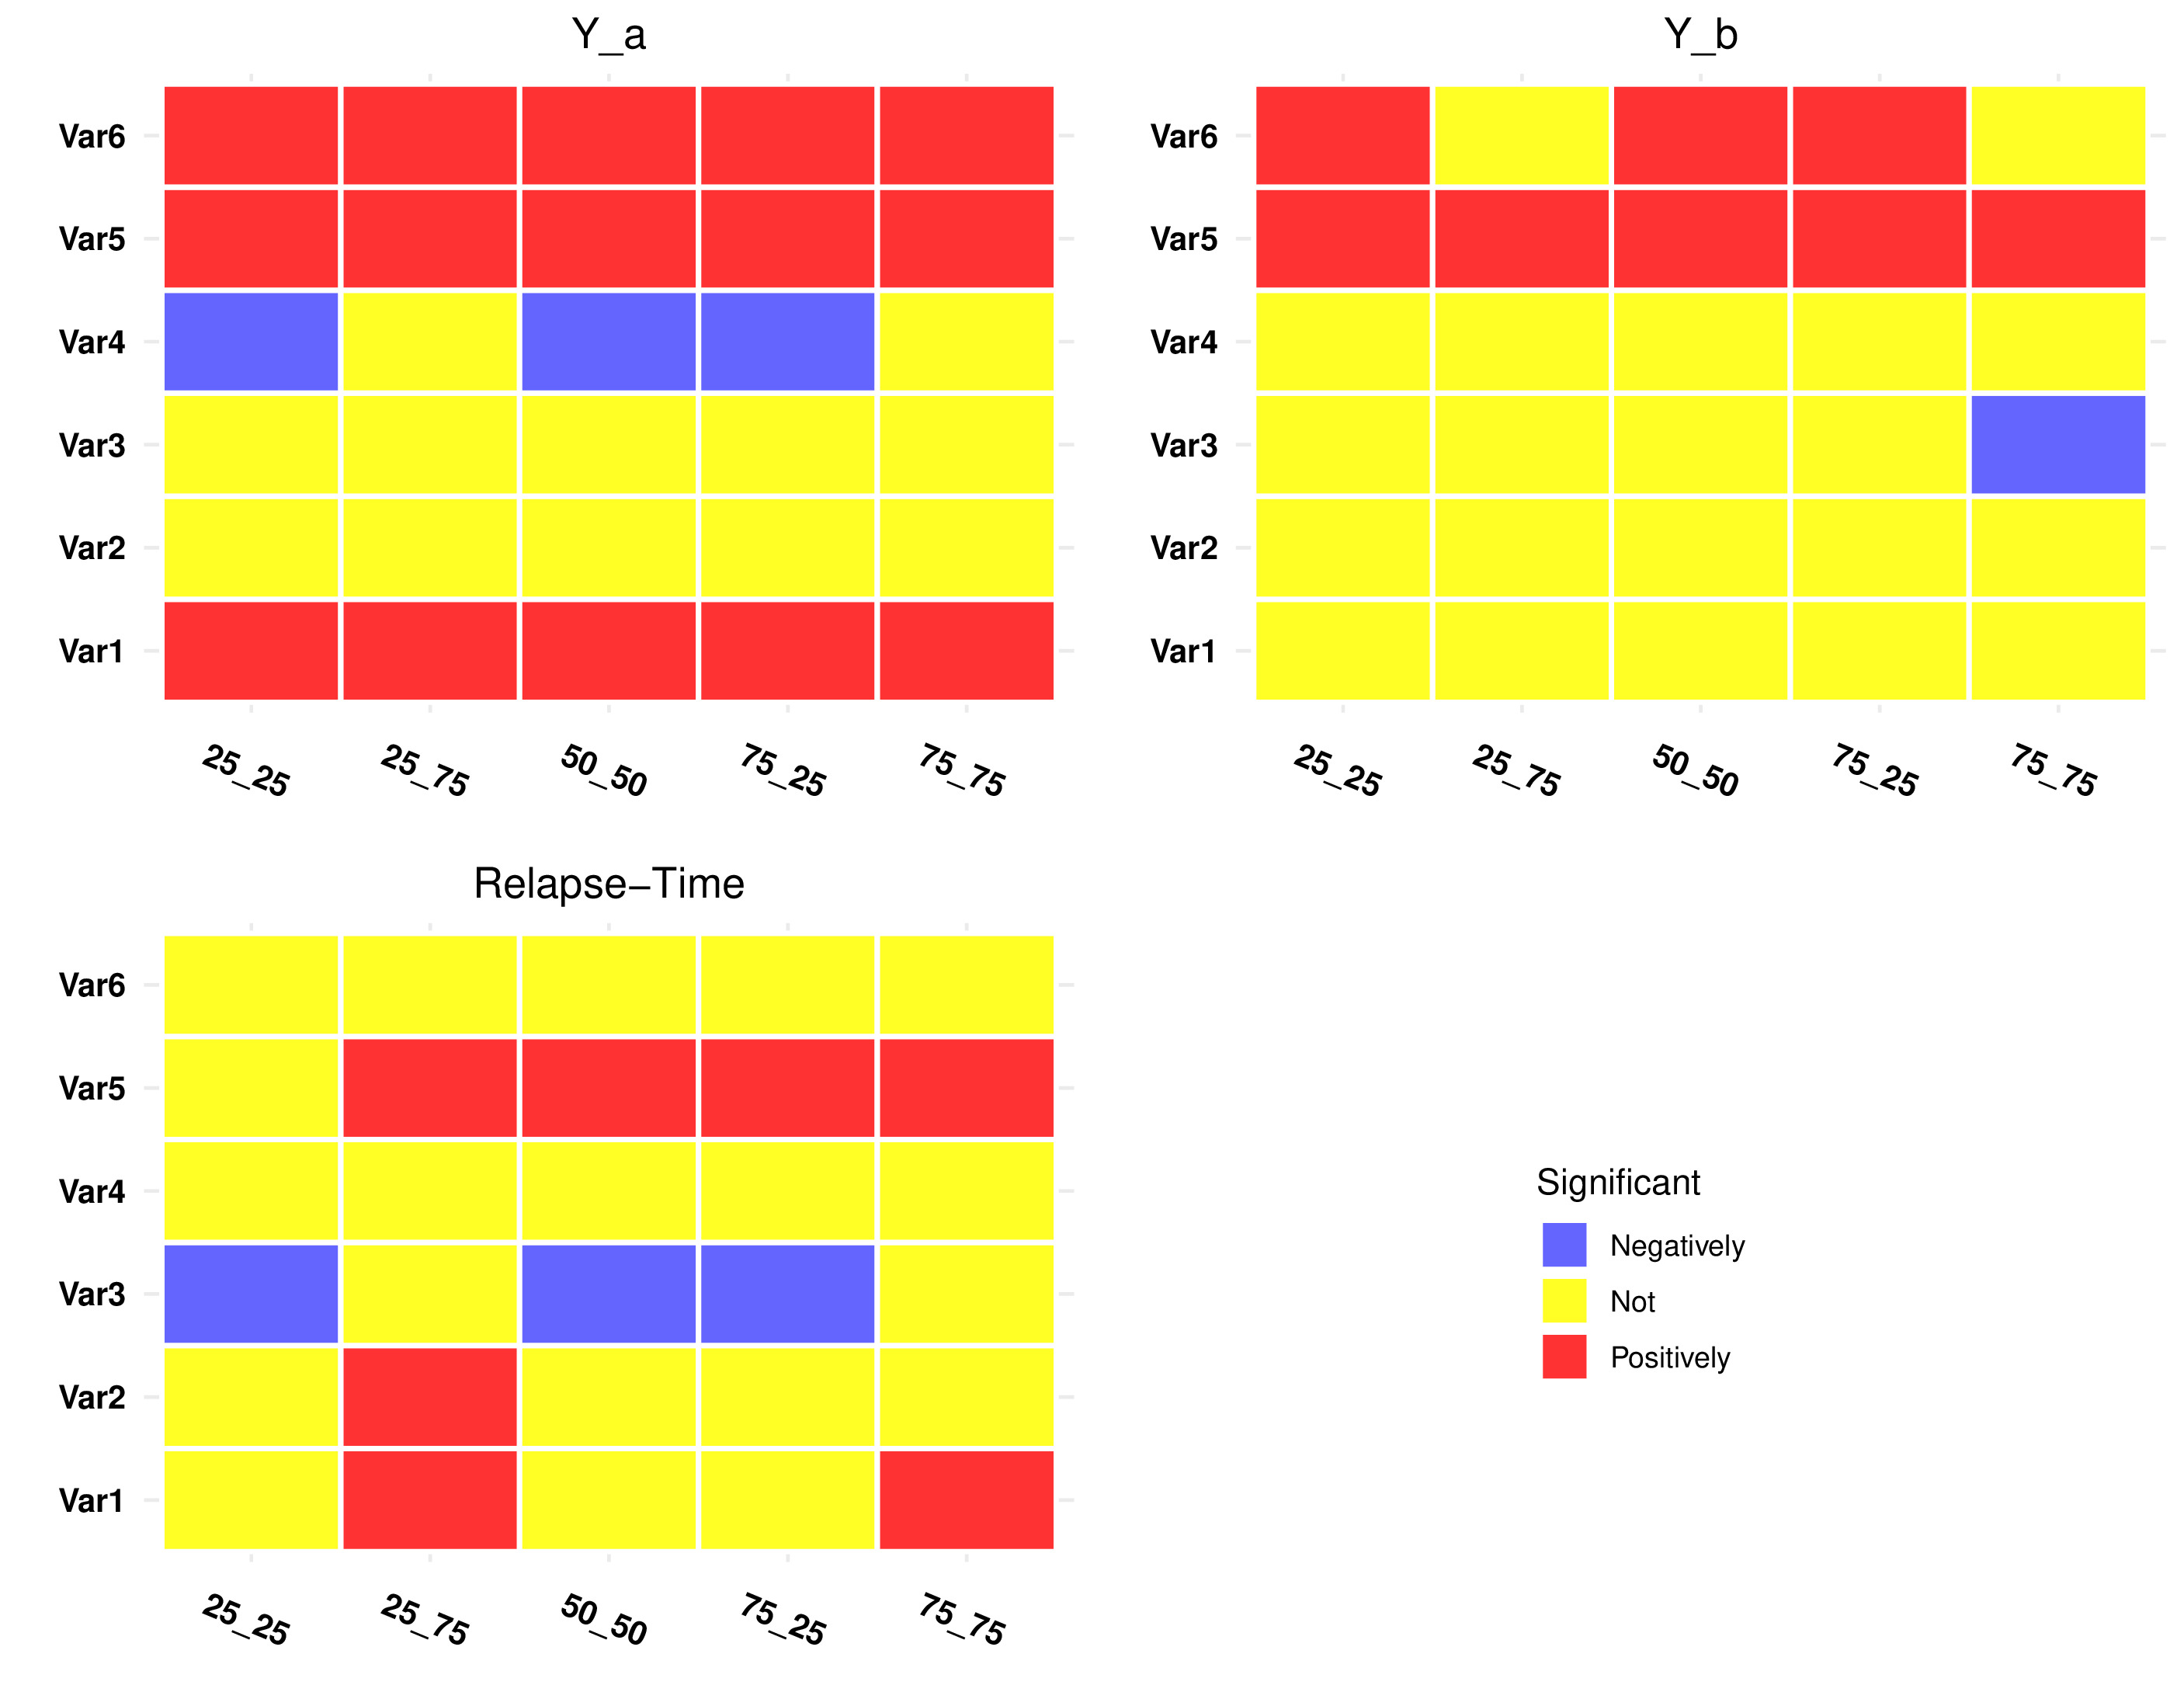 Y_a
Var6
Var5
Var4
Var3
Var2
Var1
25_25 25_75 50_50 75_25 75_75
Y_b
Var6
Var5
Var4
Var3
Var2
Var1
25_25 25_75 50_50 75_25 75_75
Relapse−Time
Var6
Var5
Var4
Var3
Var2
Var1
25_25 25_75 50_50 75_25 75_75
Significant
Negatively
Not
Positively